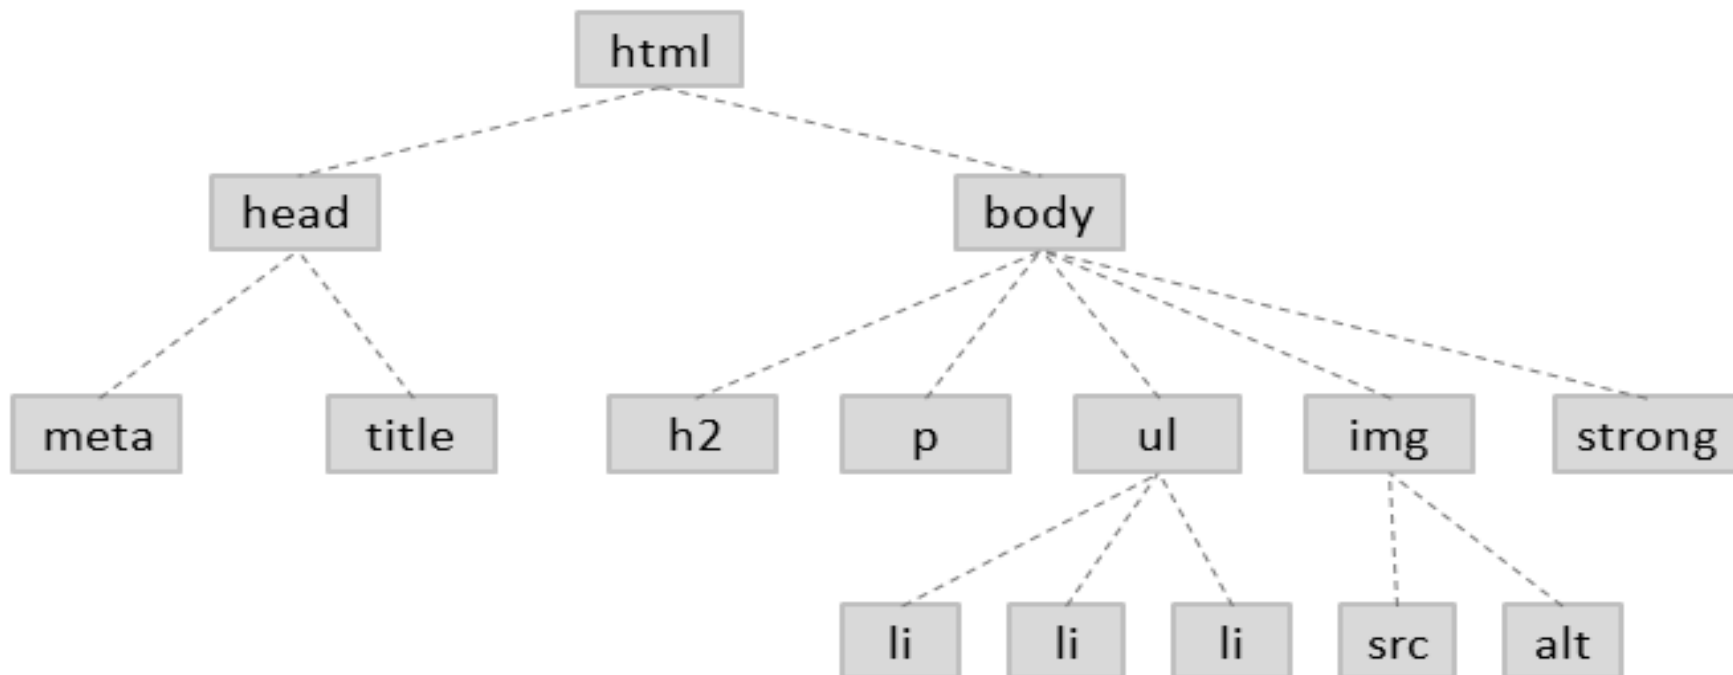 html
head body
meta title h2 p ul img strong
li li li src alt